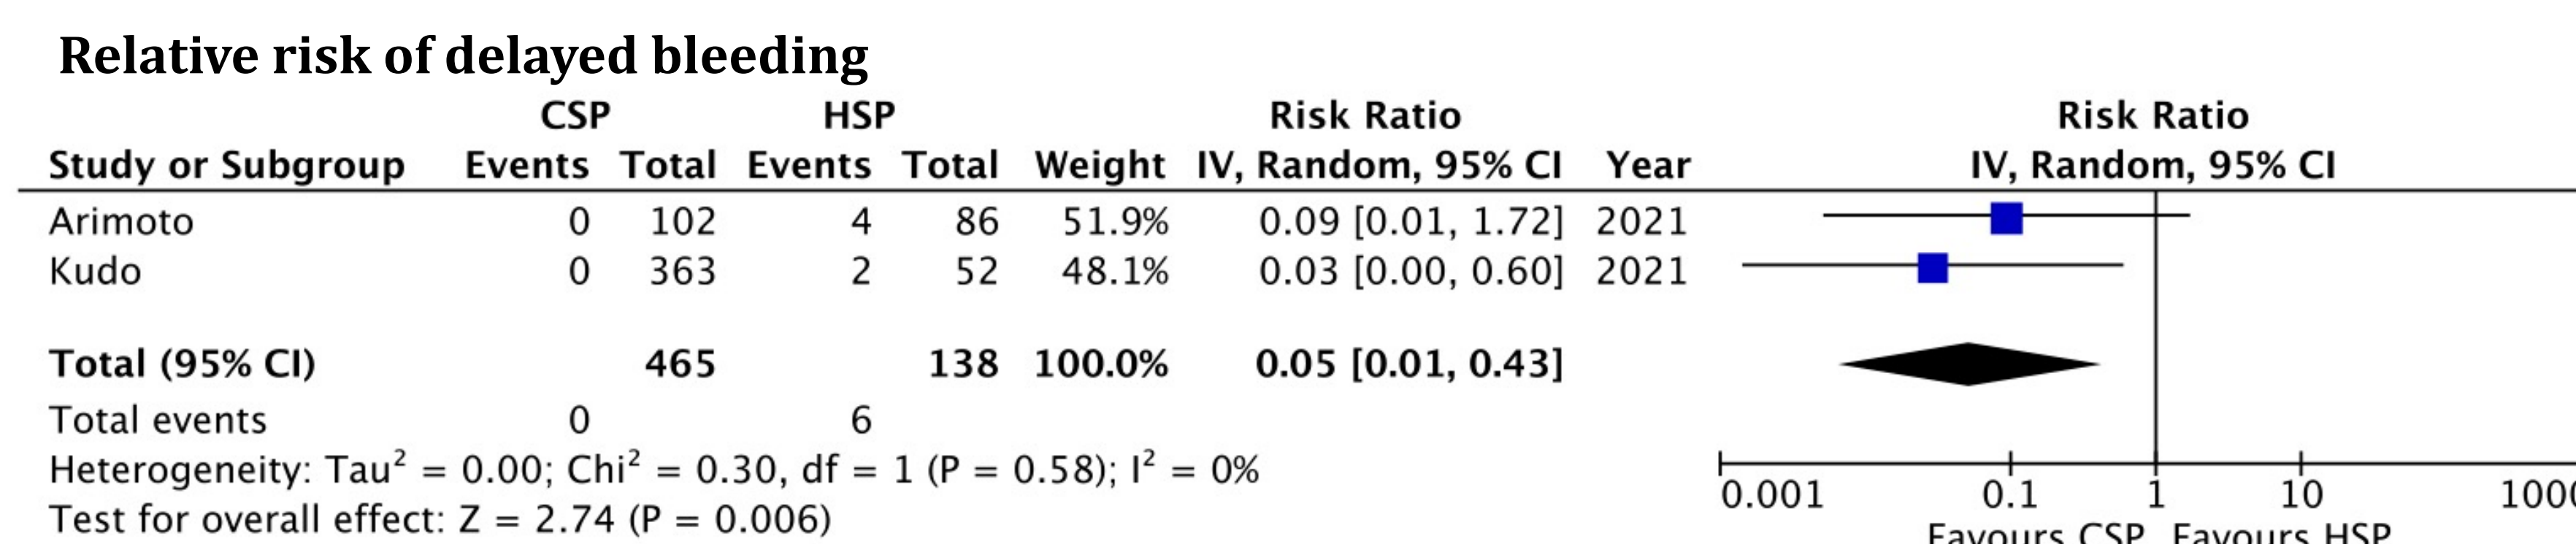 Relative risk of delayed bleeding
CSP HSP Risk Ratio Risk Ratio
Study or Subgroup Events Total Events Total Weight IV, Random, 95% CI Year IV, Random, 95% CI
Arimoto 0 102 4 86 51.9% 0.09 [0.01, 1.72] 2021
Kudo 0 363 2 52 48.1% 0.03 [0.00, 0.60] 2021
Total (95% CI) 465 138 100.0% 0.05 [0.01, 0.43]
Total events 0 6
Heterogeneity: Tau² = 0.00; Chi² = 0.30, df = 1 (P = 0.58); I² = 0%
0.001 0.1 1 10 1000
Test for overall effect: Z = 2.74 (P = 0.006)
Favours CSP Favours HSP